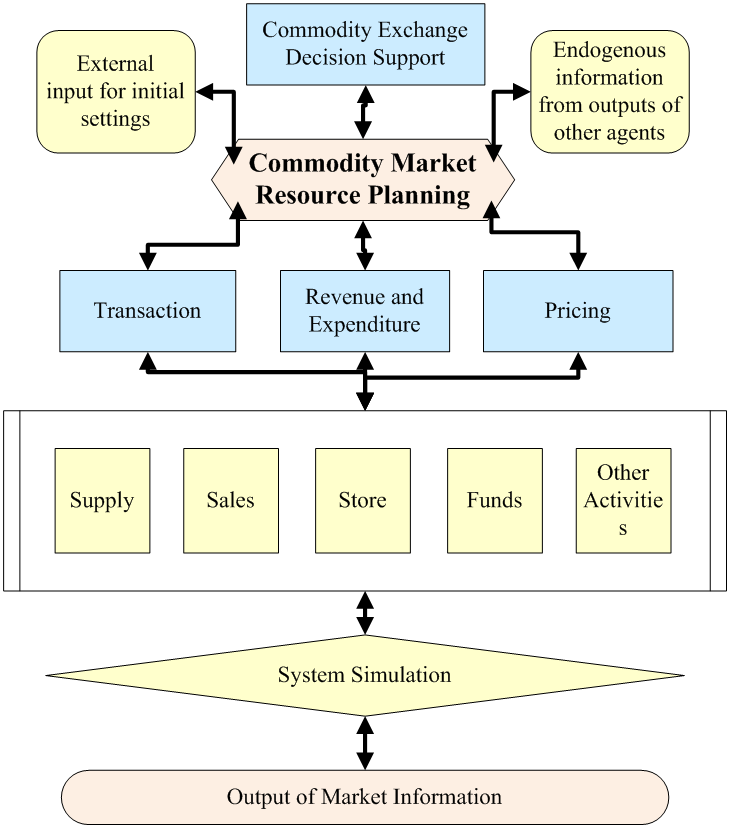 Commodity Exchange
Decision Support
External
input for initial
settings
Endogenous
information
from outputs of
other agents
Commodity Market
Resource Planning
Transaction
Revenue and
Expenditure
Pricing
Supply
Sales
Store
Funds
Other
Activitie
s
System Simulation
Output of Market Information